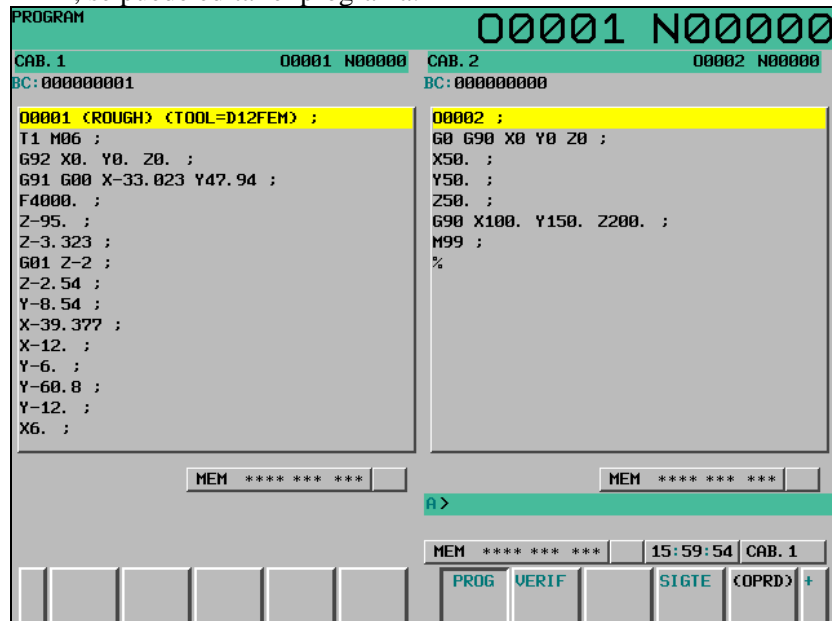 PROGRAM
O0001 N00000
CAB. 1 O0001 N00000
BC:000000001
O0001 (ROUGH) (TOOL=D12FEM) ;
T1 M06 ;
G92 X0. Y0. Z0. ;
G91 G00 X-33.023 Y47.94 ;
F4000. ;
Z-95. ;
Z-3.323 ;
G01 Z-2 ;
Z-2.54 ;
Y-8.54 ;
X-39.377 ;
X-12. ;
Y-6. ;
Y-60.8 ;
Y-12. ;
X6. ;
MEM **** *** ***
CAB. 2 O0002 N00000
BC:000000000
O0002 ;
G0 G90 X0 Y0 Z0 ;
X50. ;
Y50. ;
Z50. ;
G90 X100. Y150. Z200. ;
M99 ;
%
MEM **** *** ***
A>
MEM **** *** *** 15:59:54 CAB. 1
PROG VERIF SIGTE (OPRD) +